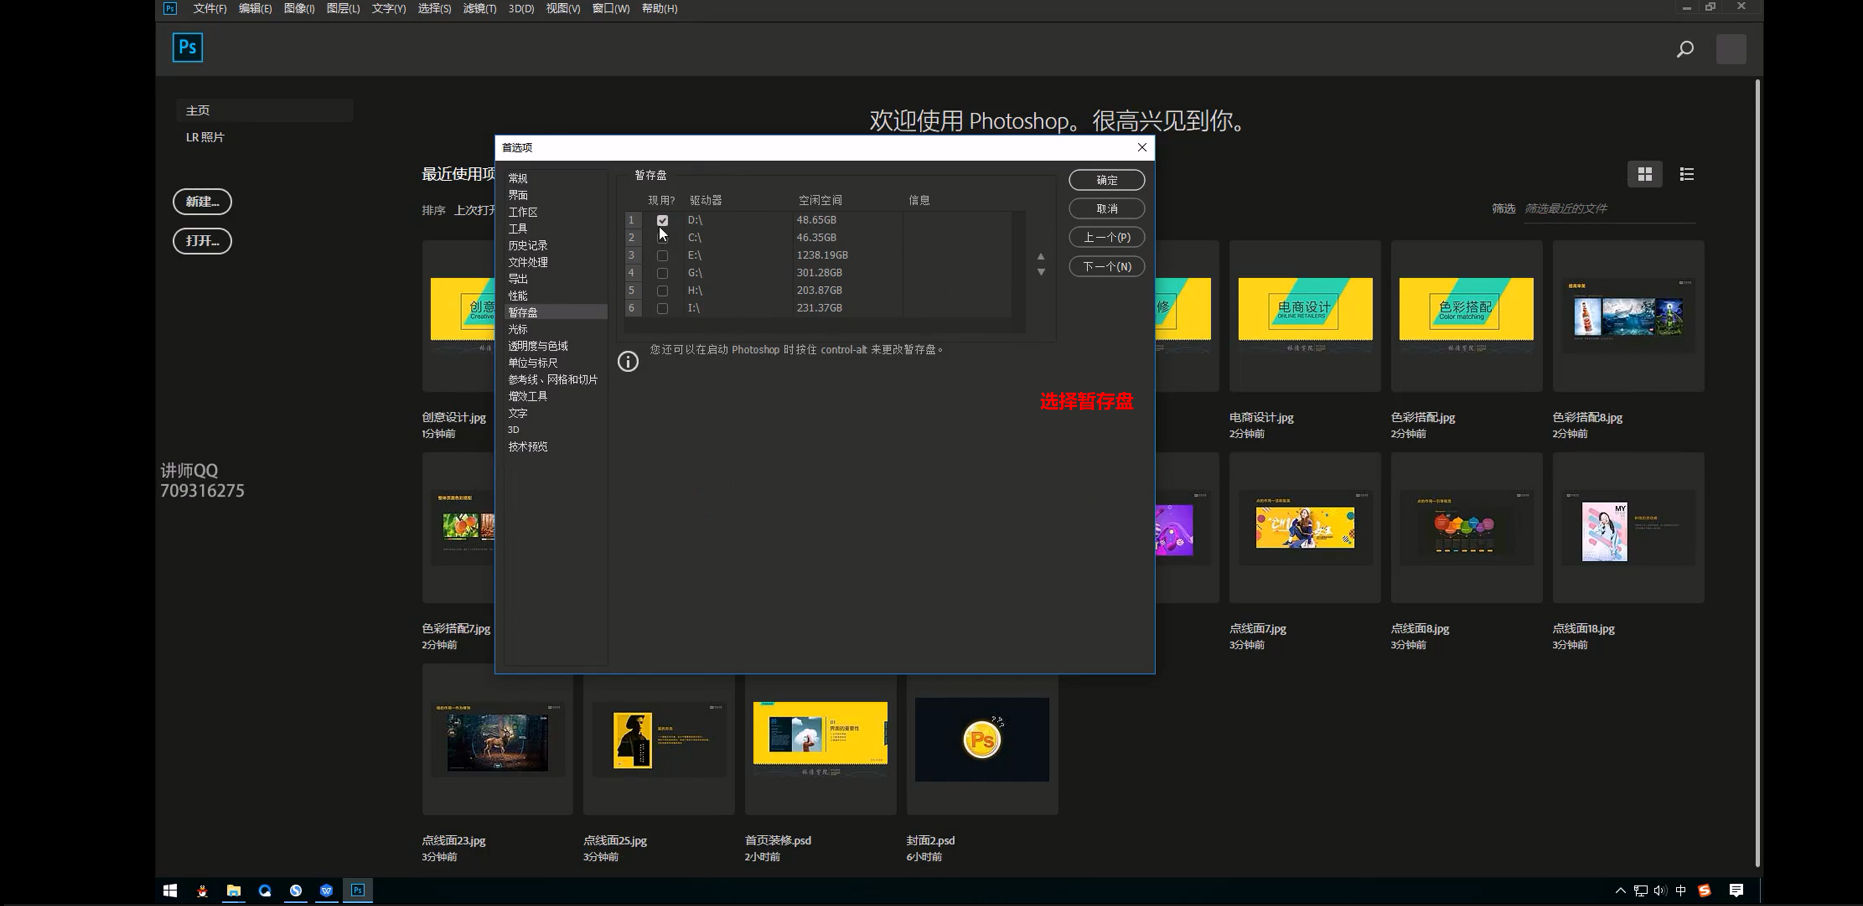 Ps 文件(F) 编辑(E) 图像(I) 图层(L) 文字(Y) 选择(S) 滤镜(T) 3D(D) 视图(V) 窗口(W) 帮助(H)
Ps
主页
LR 照片
新建...
打开...
讲师QQ
709316275
欢迎使用 Photoshop。很高兴见到你。
最近使用项
排序 上次打开
筛选 筛选最近的文件
首选项
常规
界面
工作区
工具
历史记录
文件处理
导出
性能
暂存盘
光标
透明度与色域
单位与标尺
参考线、网格和切片
增效工具
文字
3D
技术预览
暂存盘
现用? 驱动器 空闲空间 信息
1 D:\ 48.65GB
2 C:\ 46.35GB
3 E:\ 1238.19GB
4 G:\ 301.28GB
5 H:\ 203.87GB
6 I:\ 231.37GB
您还可以在启动 Photoshop 时按住 control-alt 来更改暂存盘。
确定
取消
上一个(P)
下一个(N)
选择暂存盘
创意
Creative
修
电商设计
ONLINE RETAILERS
色彩搭配
Color matching
创意设计.jpg
1分钟前
电商设计.jpg
2分钟前
色彩搭配.jpg
2分钟前
色彩搭配8.jpg
2分钟前
MY
色彩搭配7.jpg
2分钟前
点线面7.jpg
3分钟前
点线面8.jpg
3分钟前
点线面18.jpg
3分钟前
01
界面的重要性
Ps
???
点线面23.jpg
3分钟前
点线面25.jpg
3分钟前
首页装修.psd
2小时前
封面2.psd
6小时前
Ps
中